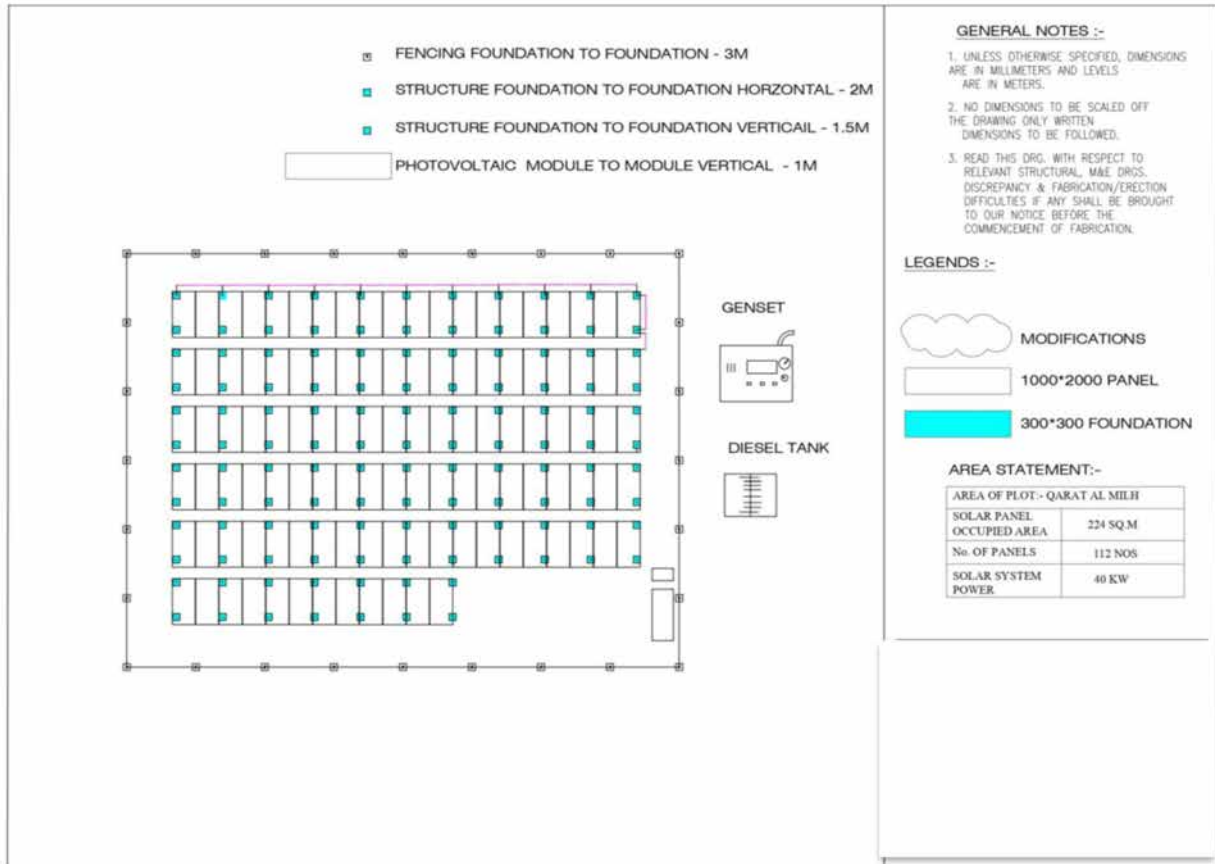 FENCING FOUNDATION TO FOUNDATION - 3M
STRUCTURE FOUNDATION TO FOUNDATION HORZONTAL - 2M
STRUCTURE FOUNDATION TO FOUNDATION VERTICAIL - 1.5M
PHOTOVOLTAIC MODULE TO MODULE VERTICAL - 1M
GENSET
DIESEL TANK
GENERAL NOTES :-
1. UNLESS OTHERWISE SPECIFIED, DIMENSIONS
ARE IN MILLIMETERS AND LEVELS
ARE IN METERS.
2. NO DIMENSIONS TO BE SCALED OFF
THE DRAWING ONLY WRITTEN
DIMENSIONS TO BE FOLLOWED.
3. READ THIS DRG. WITH RESPECT TO
RELEVANT STRUCTURAL, M&E DRGS.
DISCREPANCY & FABRICATION/ERECTION
DIFFICULTIES IF ANY SHALL BE BROUGHT
TO OUR NOTICE BEFORE THE
COMMENCEMENT OF FABRICATION.
LEGENDS :-
MODIFICATIONS
1000*2000 PANEL
300*300 FOUNDATION
AREA STATEMENT:-
AREA OF PLOT:- QARAT AL MILH
SOLAR PANEL
OCCUPIED AREA
224 SQ.M
No. OF PANELS
112 NOS
SOLAR SYSTEM
POWER
40 KW